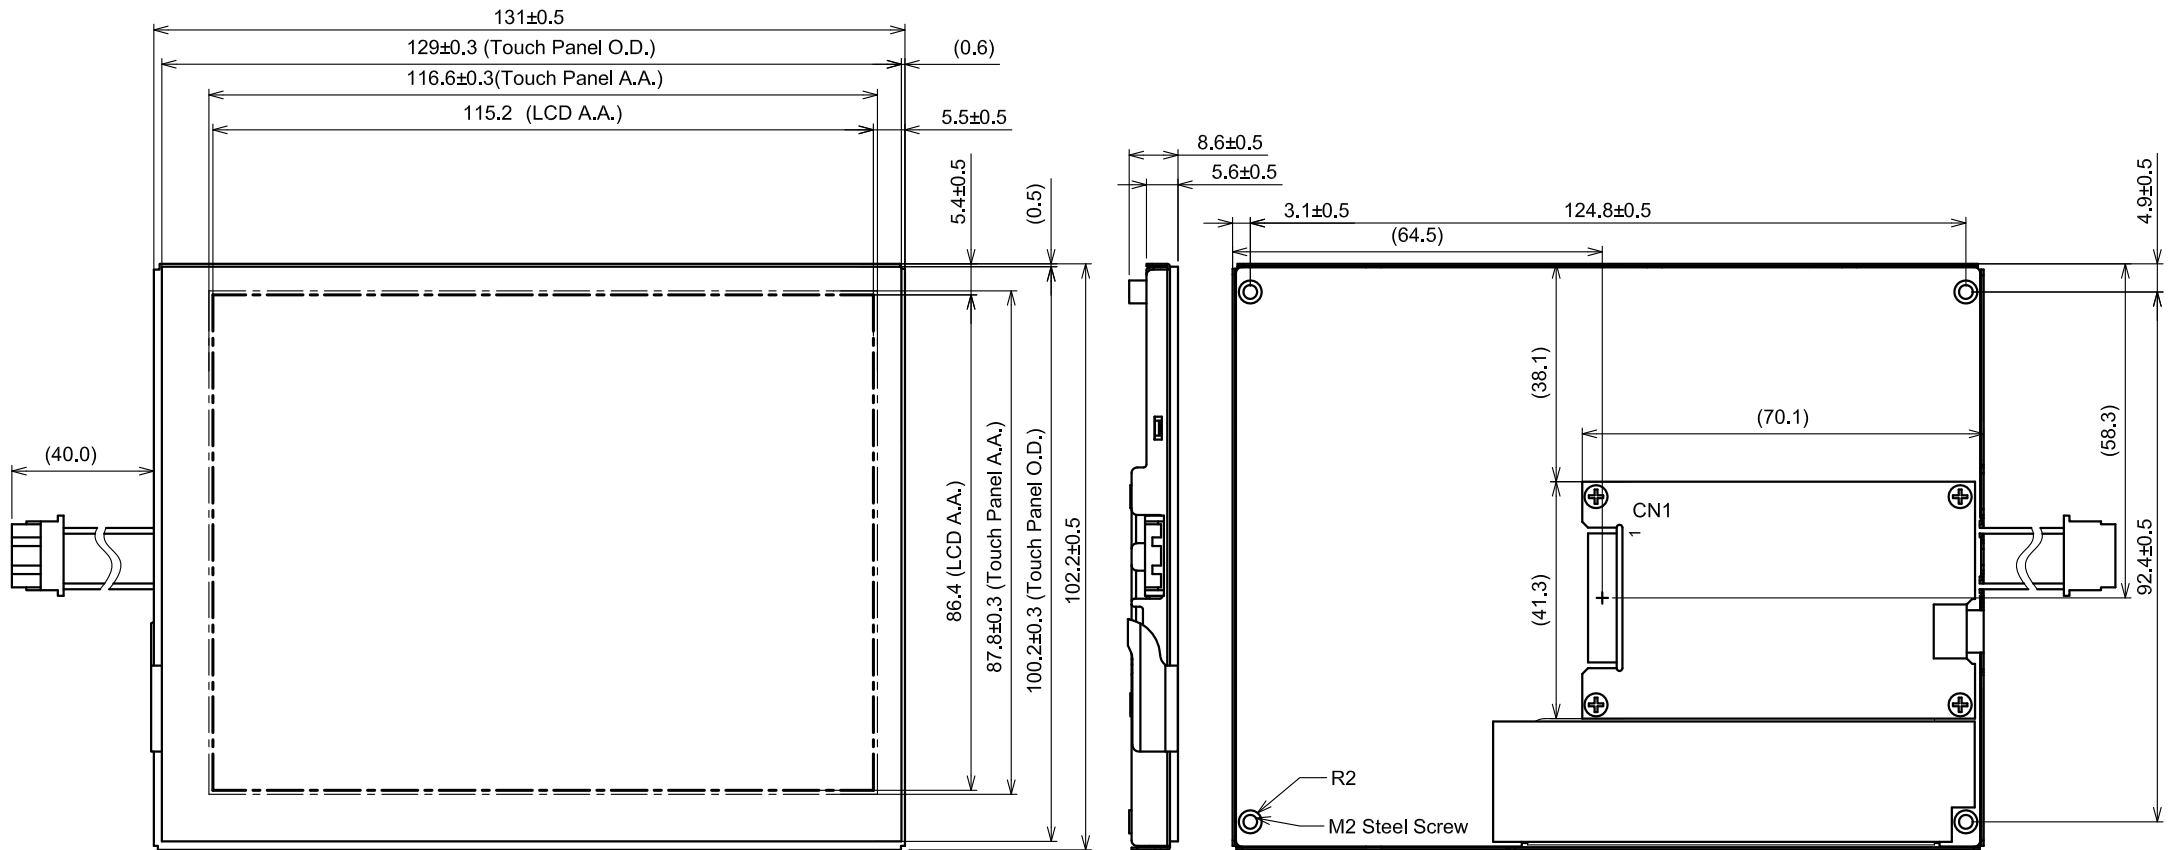 131±0.5
129±0.3 (Touch Panel O.D.)
(0.6)
116.6±0.3(Touch Panel A.A.)
115.2 (LCD A.A.)
5.5±0.5
5.4±0.5
(0.5)
(40.0)
86.4 (LCD A.A.)
87.8±0.3 (Touch Panel A.A.)
100.2±0.3 (Touch Panel O.D.)
102.2±0.5
8.6±0.5
5.6±0.5
3.1±0.5
124.8±0.5
(64.5)
4.9±0.5
(38.1)
(70.1)
(58.3)
CN1
1
(41.3)
92.4±0.5
R2
M2 Steel Screw